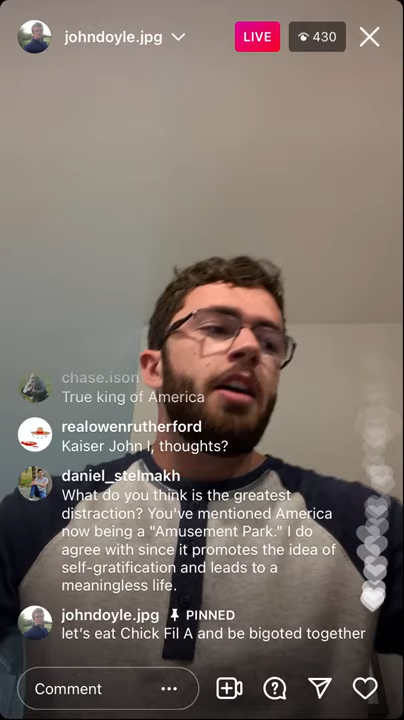 johndoyle.jpg
LIVE
430
chase.ison
True king of America
realowenrutherford
Kaiser John I, thoughts?
daniel_stelmakh
What do you think is the greatest
distraction? You've mentioned America
now being a "Amusement Park." I do
agree with since it promotes the idea of
self-gratification and leads to a
meaningless life.
johndoyle.jpg PINNED
let's eat Chick Fil A and be bigoted together
Comment